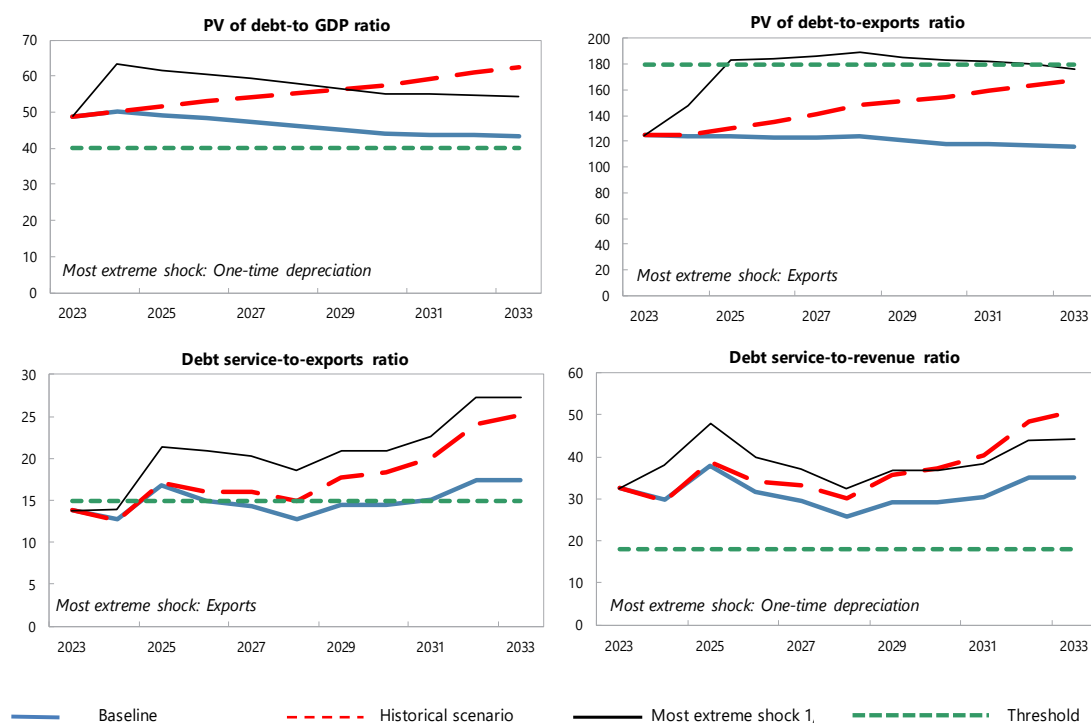 PV of debt-to GDP ratio
70
60
50
40
30
20
10
0
Most extreme shock: One-time depreciation
2023 2025 2027 2029 2031 2033
PV of debt-to-exports ratio
200
180
160
140
120
100
80
60
40
20
0
Most extreme shock: Exports
2023 2025 2027 2029 2031 2033
Debt service-to-exports ratio
30
25
20
15
10
5
0
Most extreme shock: Exports
2023 2025 2027 2029 2031 2033
Debt service-to-revenue ratio
60
50
40
30
20
10
0
Most extreme shock: One-time depreciation
2023 2025 2027 2029 2031 2033
Baseline Historical scenario Most extreme shock 1, Threshold